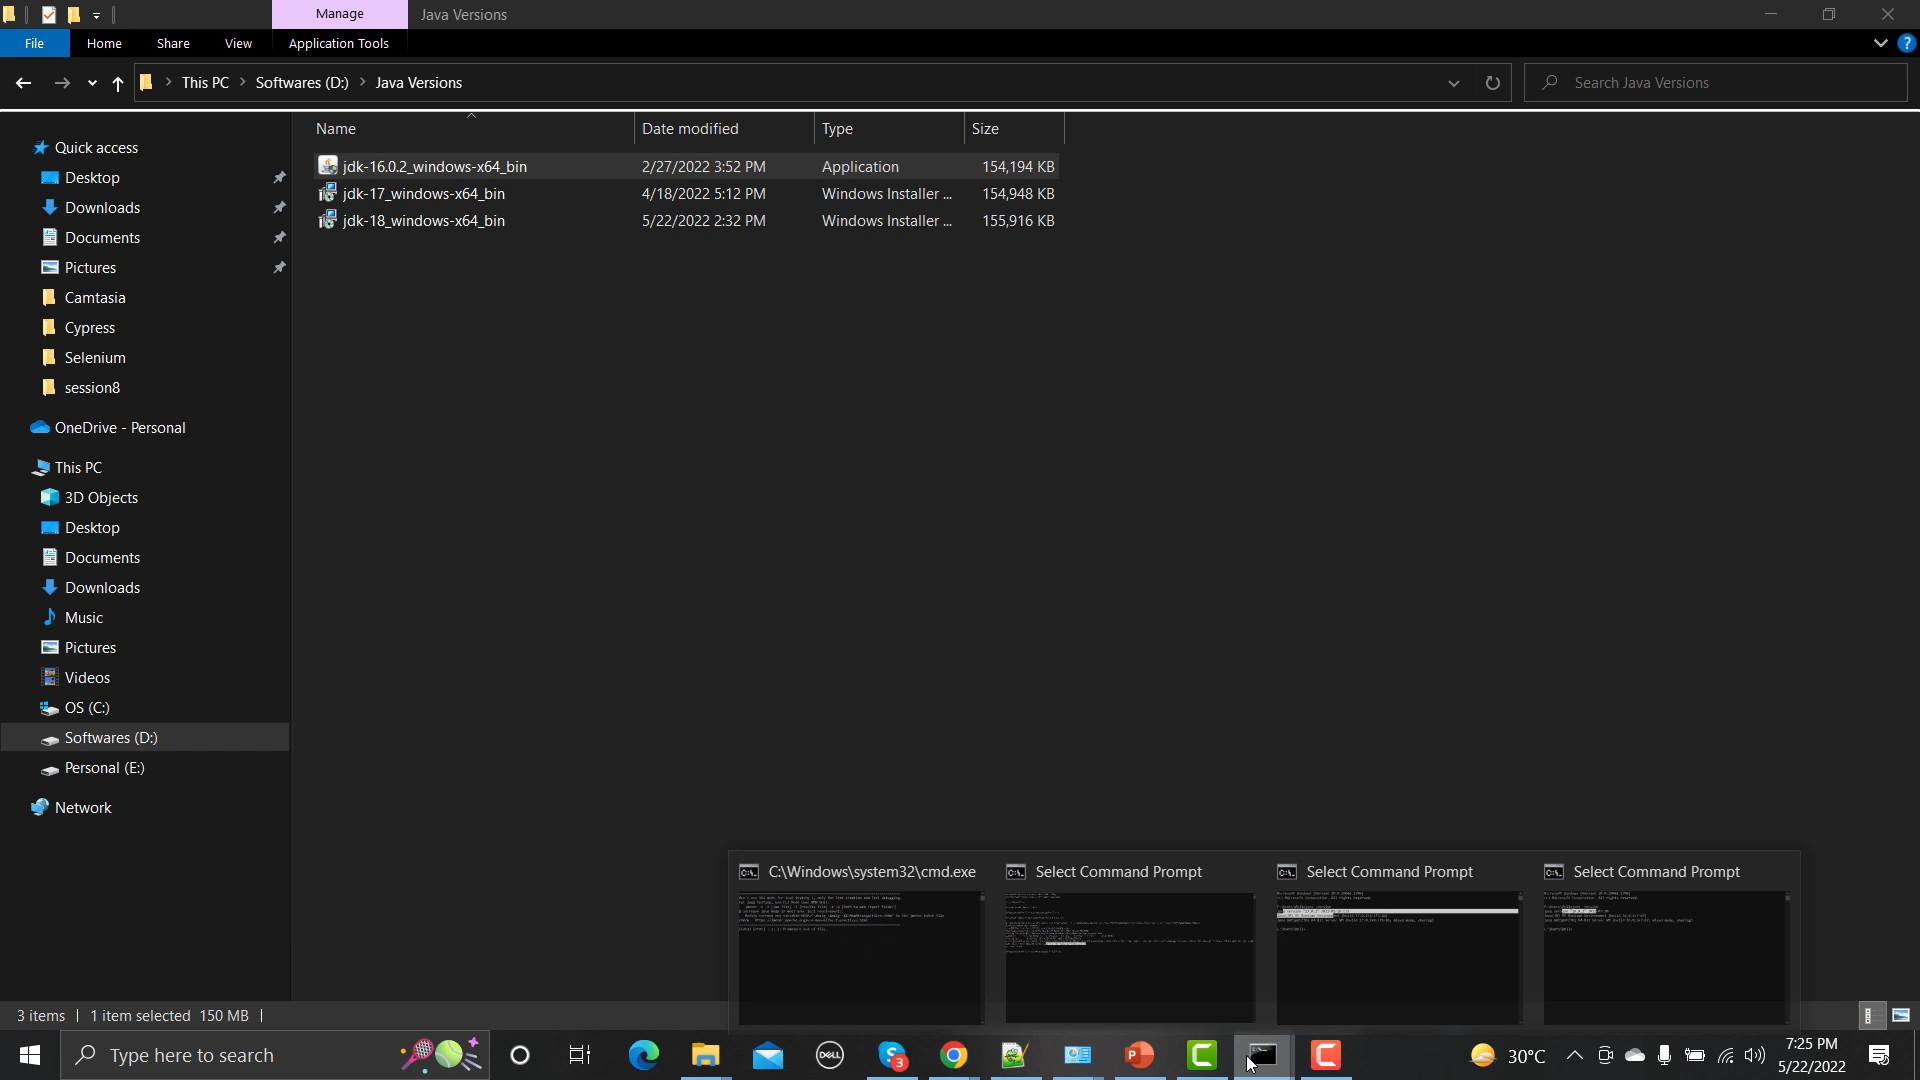 Manage
Java Versions
File
Home
Share
View
Application Tools
?
This PC
Softwares (D:)
Java Versions
Search Java Versions
Name
Date modified
Type
Size
jdk-16.0.2_windows-x64_bin
2/27/2022 3:52 PM
Application
154,194 KB
jdk-17_windows-x64_bin
4/18/2022 5:12 PM
Windows Installer ...
154,948 KB
jdk-18_windows-x64_bin
5/22/2022 2:32 PM
Windows Installer ...
155,916 KB
Quick access
Desktop
Downloads
Documents
Pictures
Camtasia
Cypress
Selenium
session8
OneDrive - Personal
This PC
3D Objects
Desktop
Documents
Downloads
Music
Pictures
Videos
OS (C:)
Softwares (D:)
Personal (E:)
Network
C:\Windows\system32\cmd.exe
Select Command Prompt
Select Command Prompt
Select Command Prompt
3 items
1 item selected 150 MB
Type here to search
DELL
3
30°C
7:25 PM
5/22/2022